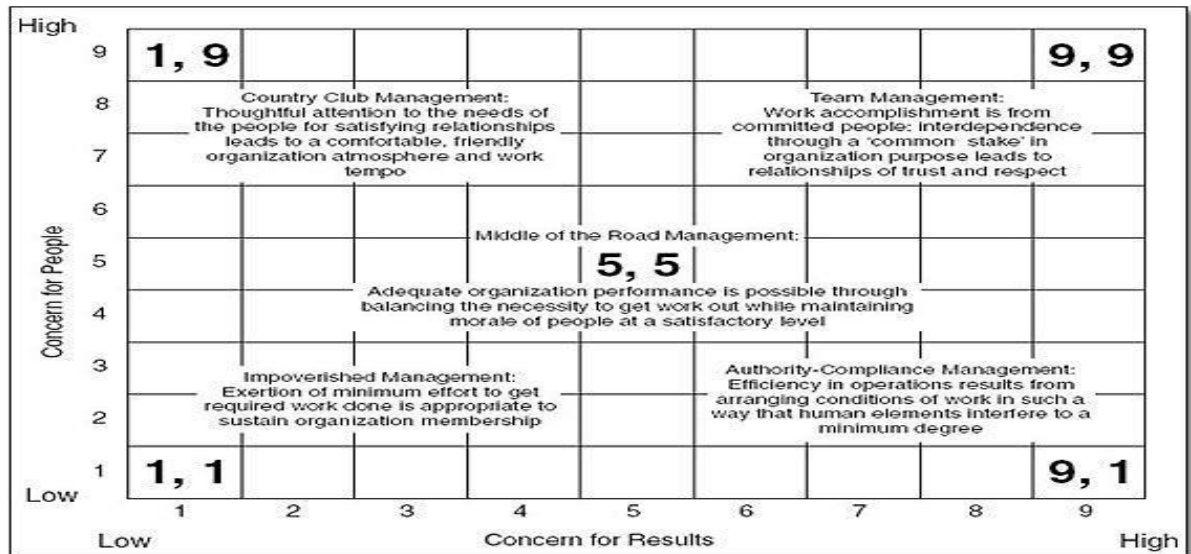 High
9
1, 9
9, 9
8
Country Club Management:
Thoughtful attention to the needs of
the people for satisfying relationships
leads to a comfortable, friendly
organization atmosphere and work
tempo
Team Management:
Work accomplishment is from
committed people: interdependence
through a 'common stake' in
organization purpose leads to
relationships of trust and respect
7
6
Concern for People
Middle of the Road Management:
5
5, 5
Adequate organization performance is possible through
balancing the necessity to get work out while maintaining
morale of people at a satisfactory level
4
3
Impoverished Management:
Exertion of minimum effort to get
required work done is appropriate to
sustain organization membership
Authority-Compliance Management:
Efficiency in operations results from
arranging conditions of work in such a
way that human elements interfere to a
minimum degree
2
1
1, 1
9, 1
Low
1 2 3 4 5 6 7 8 9
Low Concern for Results High